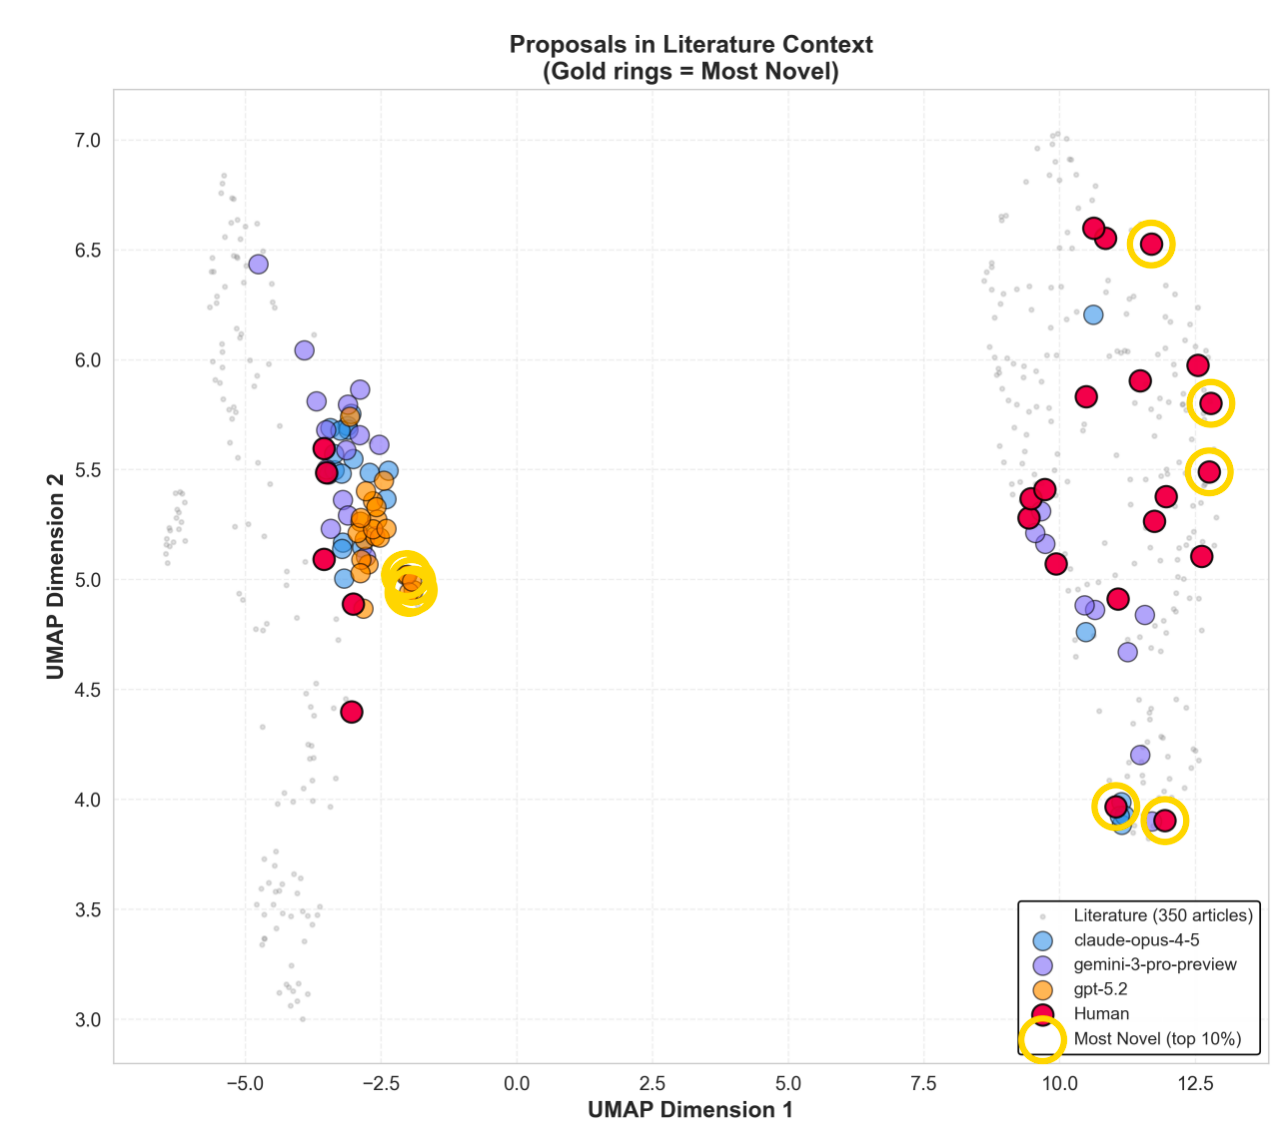 Proposals in Literature Context
(Gold rings = Most Novel)
UMAP Dimension 2
7.0
6.5
6.0
5.5
5.0
4.5
4.0
3.5
3.0
−5.0
−2.5
0.0
2.5
5.0
7.5
10.0
12.5
UMAP Dimension 1
Literature (350 articles)
claude-opus-4-5
gemini-3-pro-preview
gpt-5.2
Human
Most Novel (top 10%)